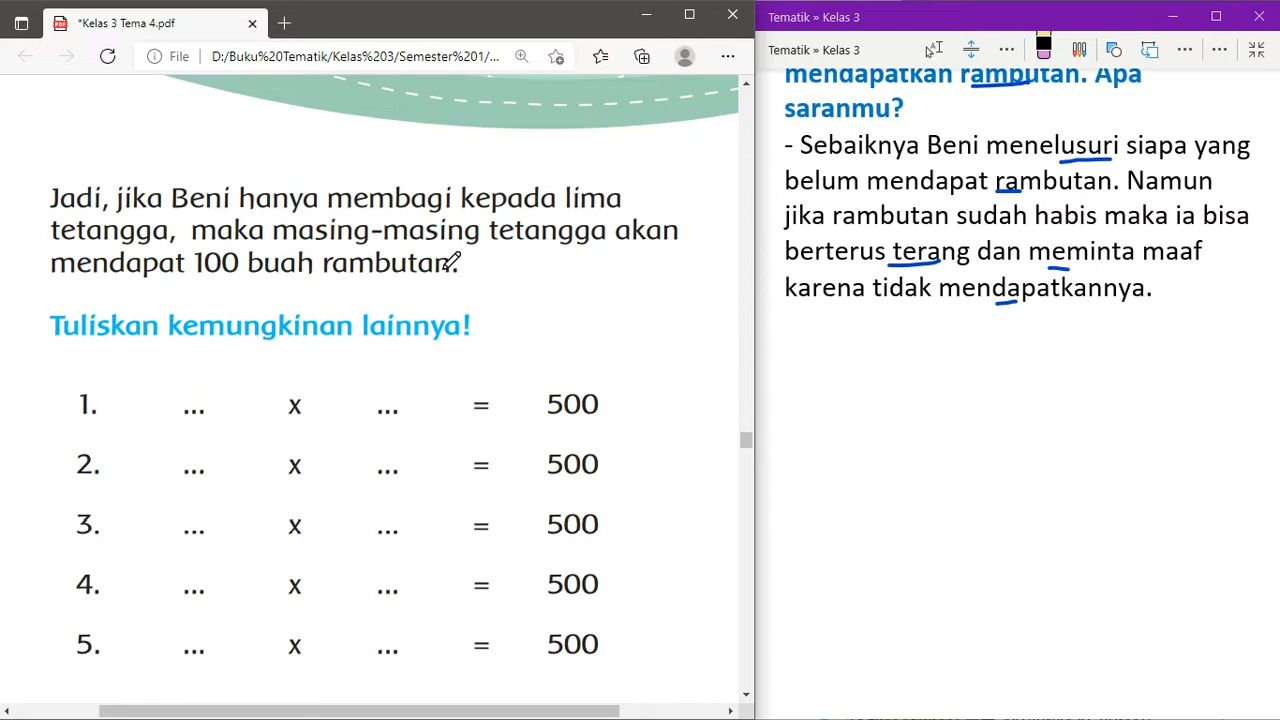 *Kelas 3 Tema 4.pdf
File
D:/Buku%20Tematik/Kelas%203/Semester%201/...
Jadi, jika Beni hanya membagi kepada lima
tetangga, maka masing-masing tetangga akan
mendapat 100 buah rambutan.
Tuliskan kemungkinan lainnya!
1. ... x ... = 500
2. ... x ... = 500
3. ... x ... = 500
4. ... x ... = 500
5. ... x ... = 500
Tematik » Kelas 3
Tematik » Kelas 3
mendapatkan rambutan. Apa
saranmu?
- Sebaiknya Beni menelusuri siapa yang
belum mendapat rambutan. Namun
jika rambutan sudah habis maka ia bisa
berterus terang dan meminta maaf
karena tidak mendapatkannya.